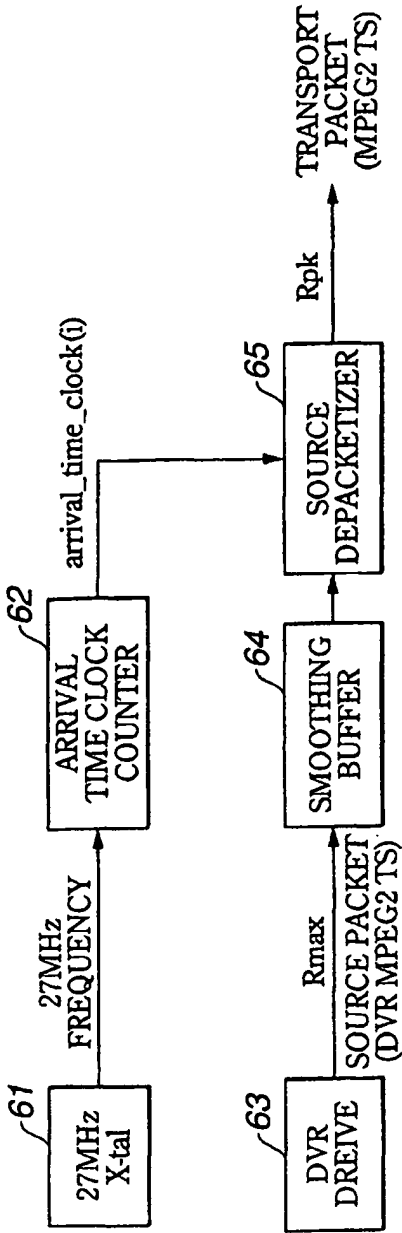 61
27MHz
X-tal
27MHz
FREQUENCY
62
ARRIVAL
TIME CLOCK
COUNTER
arrival_time_clock(i)
63
DVR
DREIVE
Rmax
SOURCE PACKET
(DVR MPEG2 TS)
64
SMOOTHING
BUFFER
65
SOURCE
DEPACKETIZER
Rpk
TRANSPORT
PACKET
(MPEG2 TS)